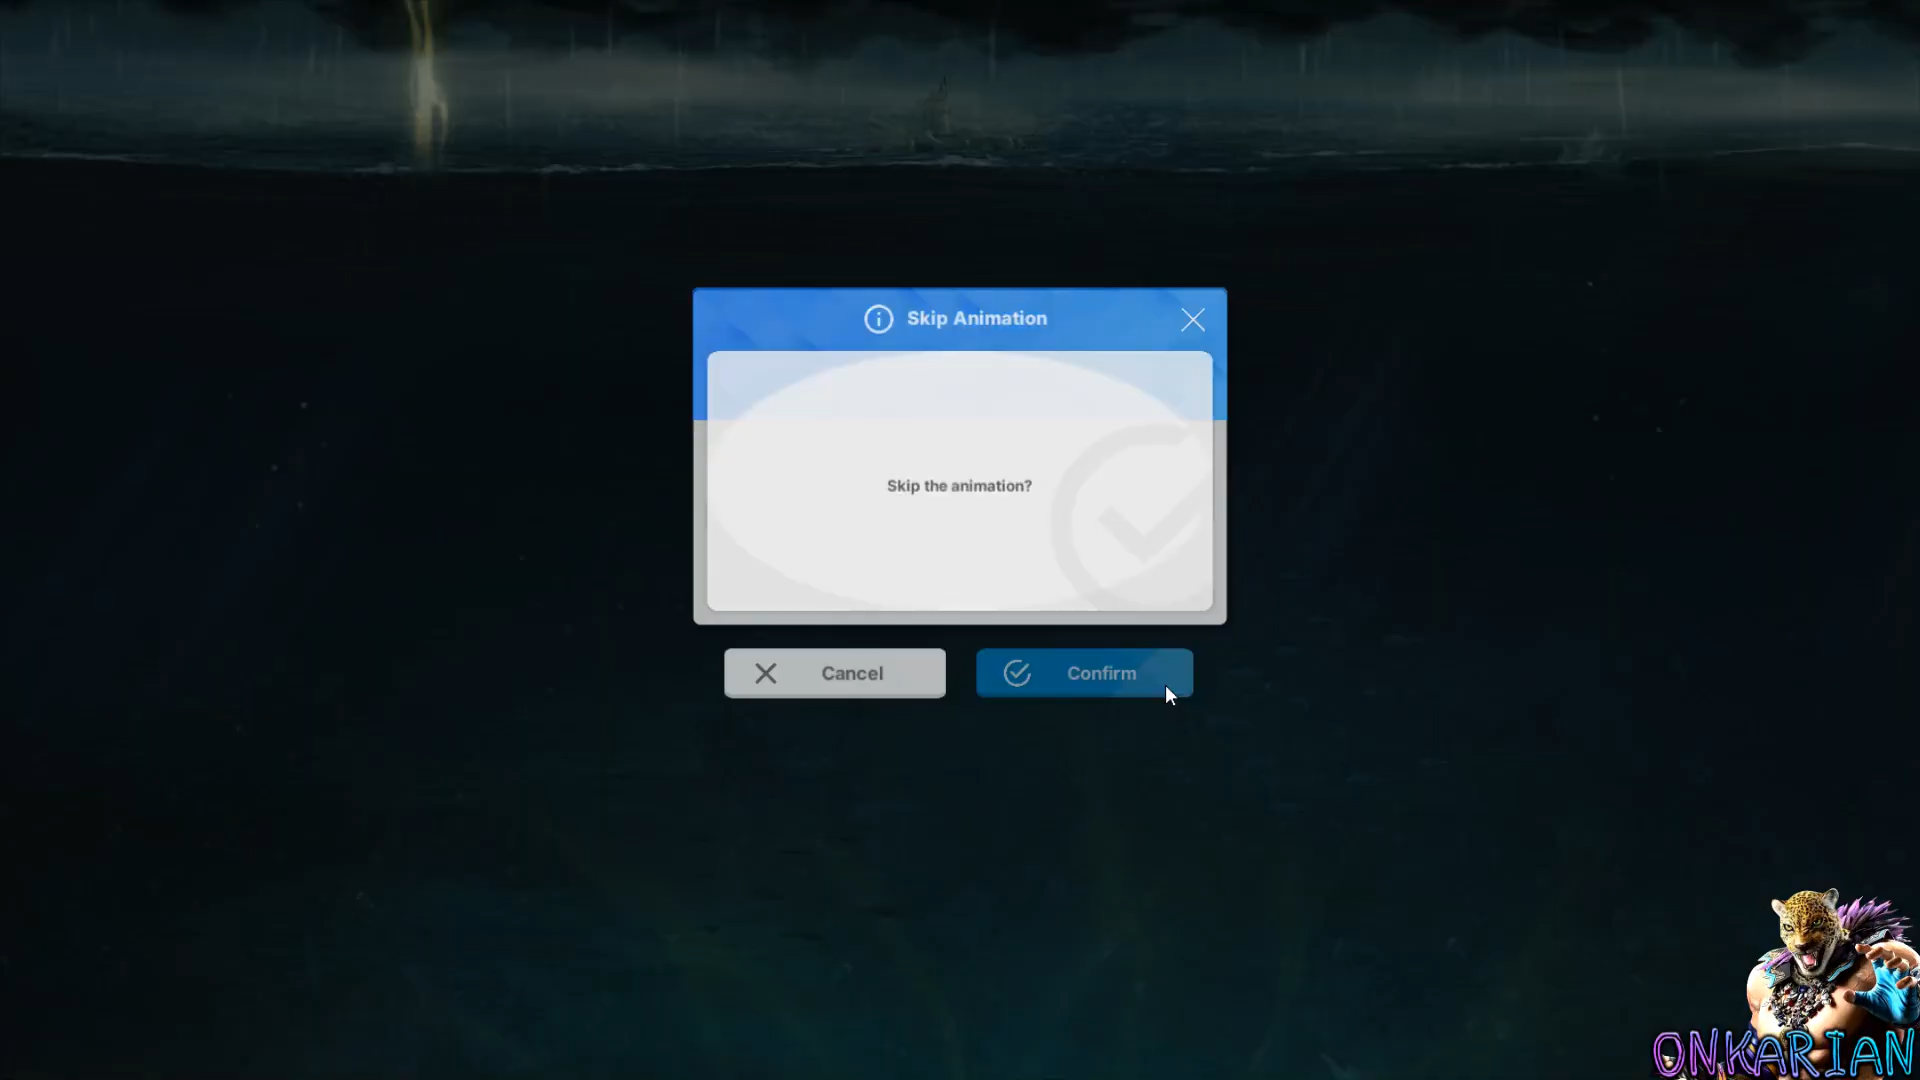 Skip Animation
Skip the animation?
Cancel
Confirm
ONKARIAN